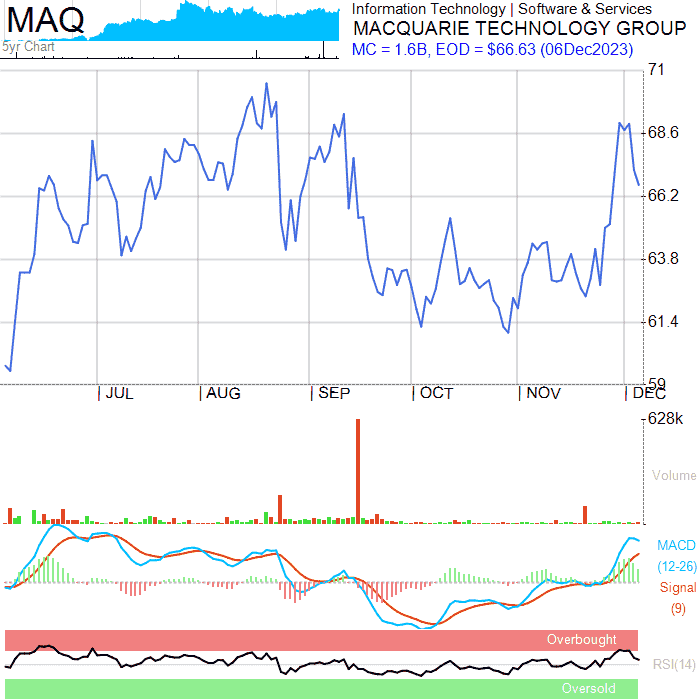 MAQ
5yr Chart
Information Technology | Software & Services
MACQUARIE TECHNOLOGY GROUP
MC = 1.6B, EOD = $66.63 (06Dec2023)
71
68.6
66.2
63.8
61.4
59
| JUL | AUG | SEP | OCT | NOV | DEC
628k
Volume
MACD
(12-26)
Signal
(9)
Overbought
RSI(14)
Oversold